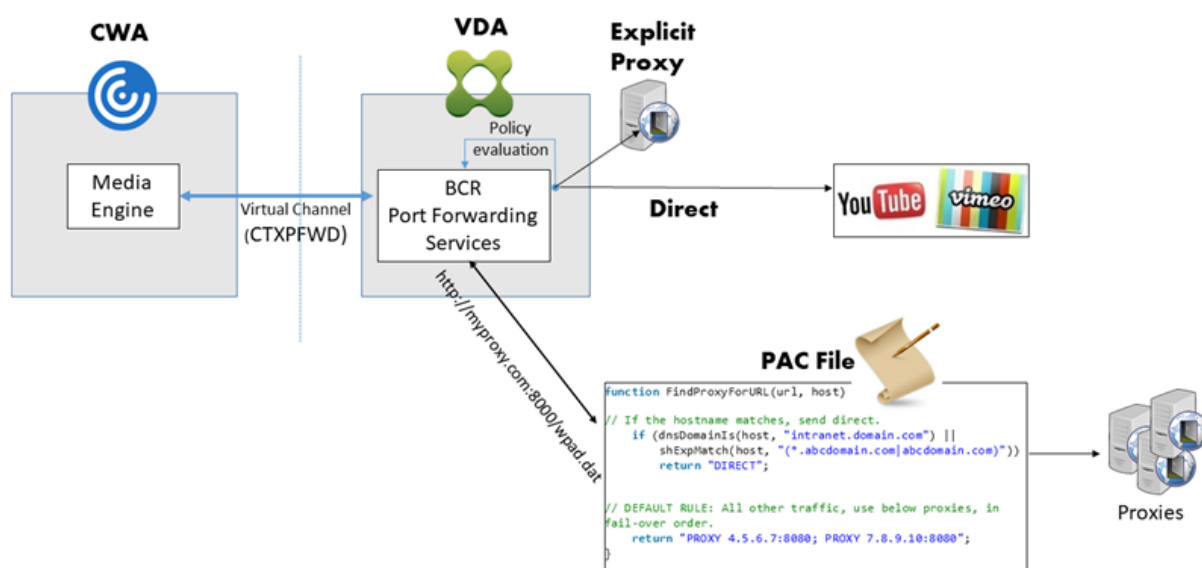 CWA
VDA
Explicit
Proxy
Policy
evaluation
Media
Engine
Virtual Channel
(CTXPFWD)
BCR
Port Forwarding
Services
Direct
You Tube
vimeo
http://myproxy.com:8000/wpad.dat
PAC File
function FindProxyForURL(url, host)
// If the hostname matches, send direct.
if (dnsDomainIs(host, "intranet.domain.com") ||
shExpMatch(host, "(*.abcdomain.com|abcdomain.com)"))
return "DIRECT";
// DEFAULT RULE: All other traffic, use below proxies, in
fail-over order.
return "PROXY 4.5.6.7:8080; PROXY 7.8.9.10:8080";
}
Proxies